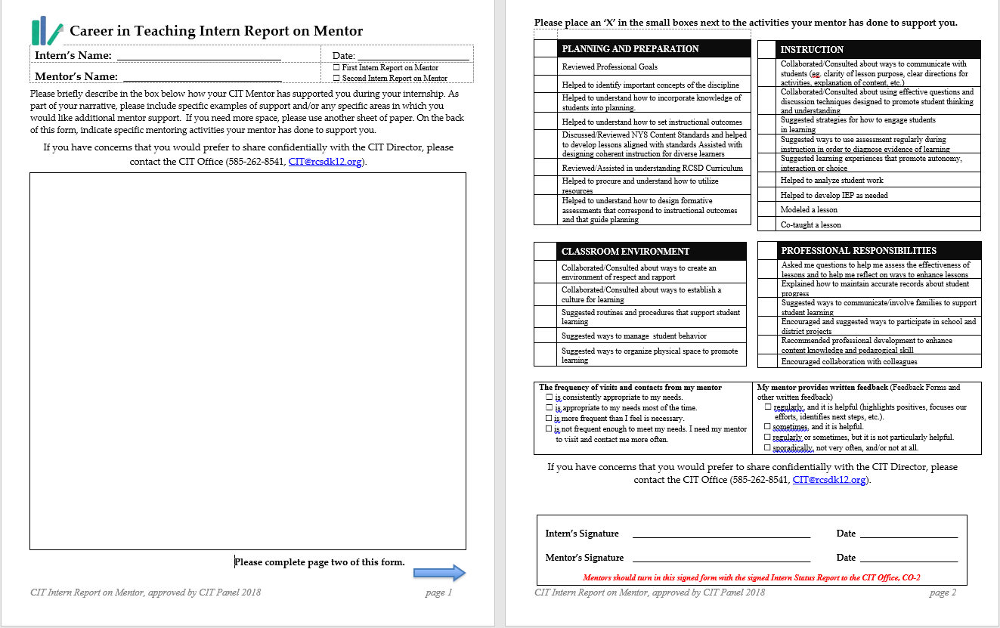 Career in Teaching Intern Report on Mentor
Intern's Name: ____________________
Date: ____________________
☐ First Intern Report on Mentor
Mentor's Name: ____________________
☐ Second Intern Report on Mentor
Please briefly describe in the box below how your CIT Mentor has supported you during your internship. As
part of your narrative, please include specific examples of support and/or any specific areas in which you
would like additional mentor support. If you need more space, please use another sheet of paper. On the back
of this form, indicate specific mentoring activities your mentor has done to support you.
If you have concerns that you would prefer to share confidentially with the CIT Director, please
contact the CIT Office (585-262-8541, CIT@rcsdk12.org).
Please complete page two of this form.
CIT Intern Report on Mentor, approved by CIT Panel 2018
page 1
Please place an ‘X’ in the small boxes next to the activities your mentor has done to support you.
PLANNING AND PREPARATION
Reviewed Professional Goals
Helped to identify important concepts of the discipline
Helped to understand how to incorporate knowledge of
students into planning.
Helped to understand how to set instructional outcomes
Discussed/Reviewed NYS Content Standards and helped
to develop lessons aligned with standards Assisted with
designing coherent instruction for diverse learners
Reviewed/Assisted in understanding RCSD Curriculum
Helped to procure and understand how to utilize
resources
Helped to understand how to design formative
assessments that correspond to instructional outcomes
and that guide planning
INSTRUCTION
Collaborated/Consulted about ways to communicate with
students (eg. clarity of lesson purpose, clear directions for
activities, explanation of content, etc.)
Collaborated/Consulted about using effective questions and
discussion techniques designed to promote student thinking
and understanding
Suggested strategies for how to engage students
in learning
Suggested ways to use assessment regularly during
instruction in order to diagnose evidence of learning
Suggested learning experiences that promote autonomy,
interaction or choice
Helped to analyze student work
Helped to develop IEP as needed
Modeled a lesson
Co-taught a lesson
CLASSROOM ENVIRONMENT
Collaborated/Consulted about ways to create an
environment of respect and rapport
Collaborated/Consulted about ways to establish a
culture for learning
Suggested routines and procedures that support student
learning
Suggested ways to manage student behavior
Suggested ways to organize physical space to promote
learning
PROFESSIONAL RESPONSIBILITIES
Asked me questions to help me assess the effectiveness of
lessons and to help me reflect on ways to enhance lessons
Explained how to maintain accurate records about student
progress
Suggested ways to communicate/involve families to support
student learning
Encouraged and suggested ways to participate in school and
district projects
Recommended professional development to enhance
content knowledge and pedagogical skill
Encouraged collaboration with colleagues
The frequency of visits and contacts from my mentor
☐ is consistently appropriate to my needs.
☐ is appropriate to my needs most of the time.
☐ is more frequent than I feel is necessary.
☐ is not frequent enough to meet my needs. I need my mentor
to visit and contact me more often.
My mentor provides written feedback (Feedback Forms and
other written feedback)
☐ regularly, and it is helpful (highlights positives, focuses our
efforts, identifies next steps, etc.).
☐ sometimes, and it is helpful.
☐ regularly or sometimes, but it is not particularly helpful.
☐ sporadically, not very often, and/or not at all.
If you have concerns that you would prefer to share confidentially with the CIT Director, please
contact the CIT Office (585-262-8541, CIT@rcsdk12.org).
Intern's Signature ____________________ Date ____________________
Mentor's Signature ____________________ Date ____________________
Mentors should turn in this signed form with the signed Intern Status Report to the CIT Office, CO-2
CIT Intern Report on Mentor, approved by CIT Panel 2018
page 2